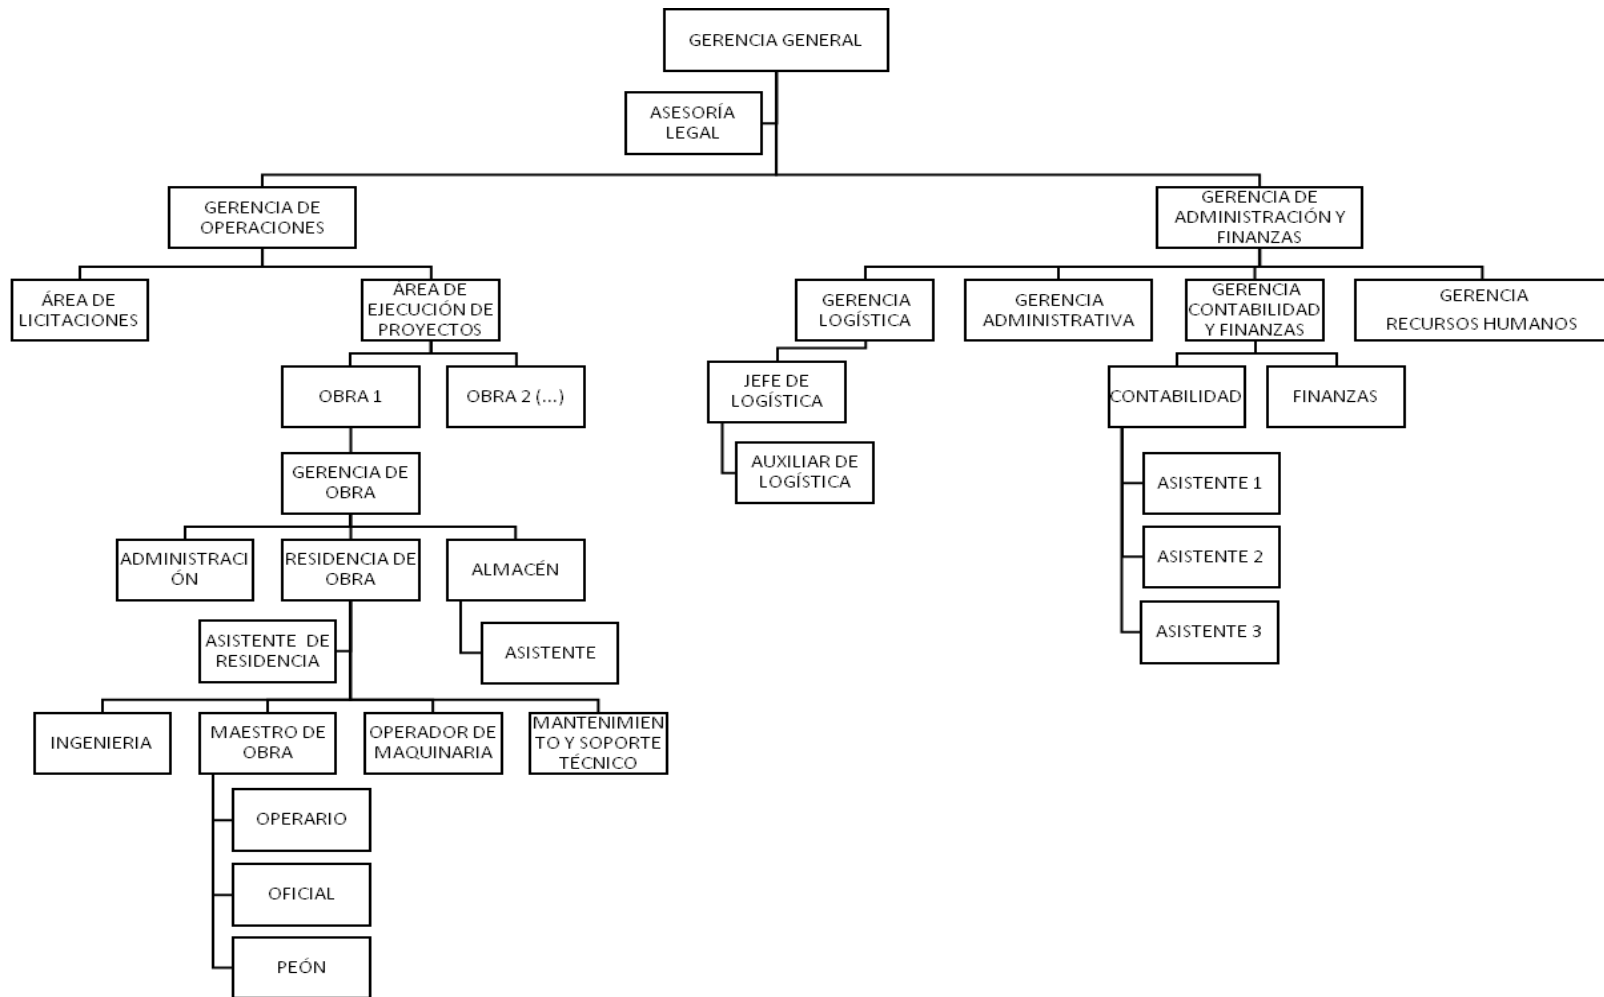 GERENCIA GENERAL
ASESORÍA
LEGAL
GERENCIA DE
OPERACIONES
GERENCIA DE
ADMINISTRACIÓN Y
FINANZAS
ÁREA DE
LICITACIONES
ÁREA DE
EJECUCIÓN DE
PROYECTOS
GERENCIA
LOGÍSTICA
GERENCIA
ADMINISTRATIVA
GERENCIA
CONTABILIDAD
Y FINANZAS
GERENCIA
RECURSOS HUMANOS
OBRA 1
OBRA 2 (...)
JEFE DE
LOGÍSTICA
CONTABILIDAD
FINANZAS
GERENCIA DE
OBRA
AUXILIAR DE
LOGÍSTICA
ASISTENTE 1
ADMINISTRACI
ÓN
RESIDENCIA DE
OBRA
ALMACÉN
ASISTENTE 2
ASISTENTE DE
RESIDENCIA
ASISTENTE
ASISTENTE 3
INGENIERIA
MAESTRO DE
OBRA
OPERADOR DE
MAQUINARIA
MANTENIMIEN
TO Y SOPORTE
TÉCNICO
OPERARIO
OFICIAL
PEÓN